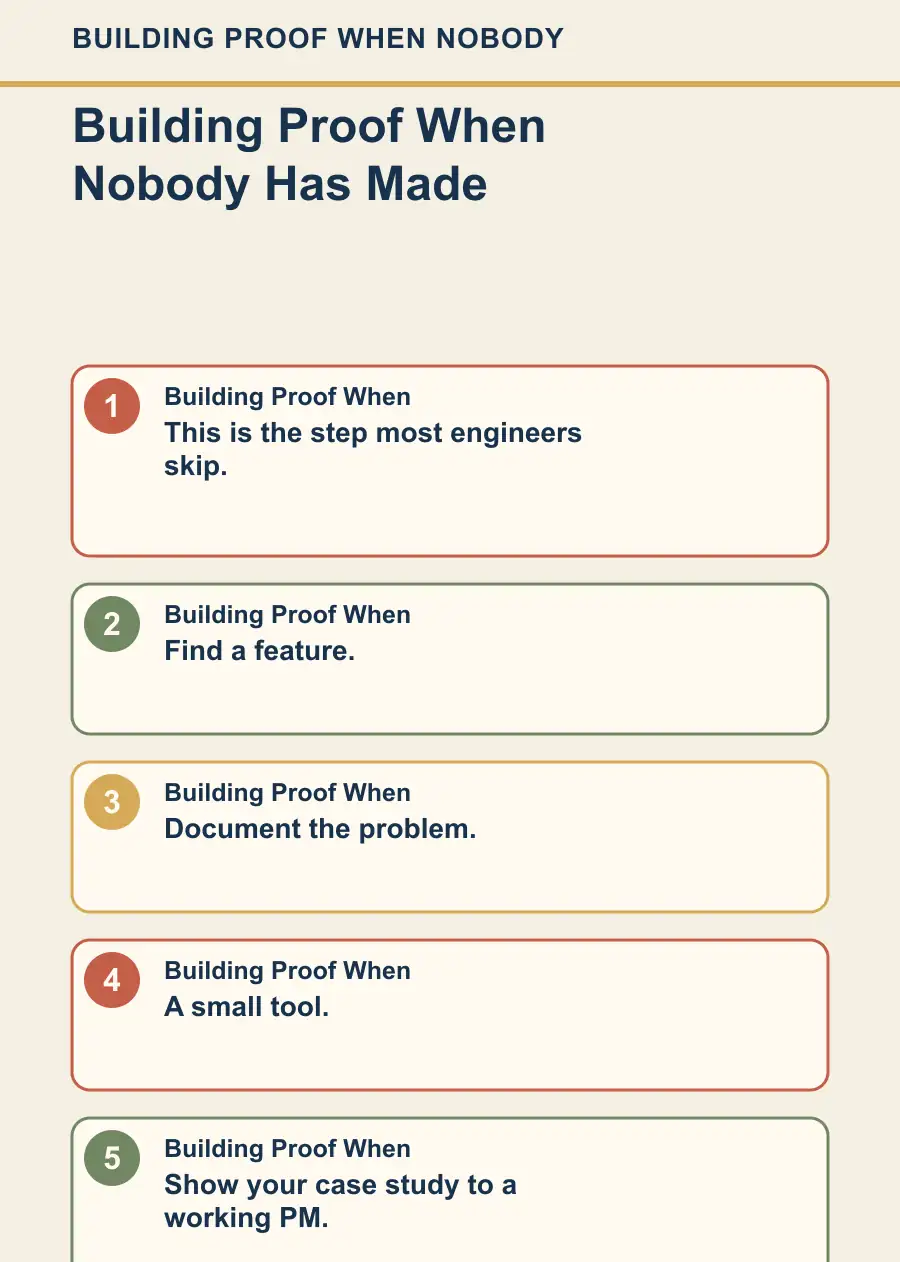 BUILDING PROOF WHEN NOBODY
Building Proof When
Nobody Has Made
1
Building Proof When
This is the step most engineers
skip.
2
Building Proof When
Find a feature.
3
Building Proof When
Document the problem.
4
Building Proof When
A small tool.
5
Building Proof When
Show your case study to a
working PM.